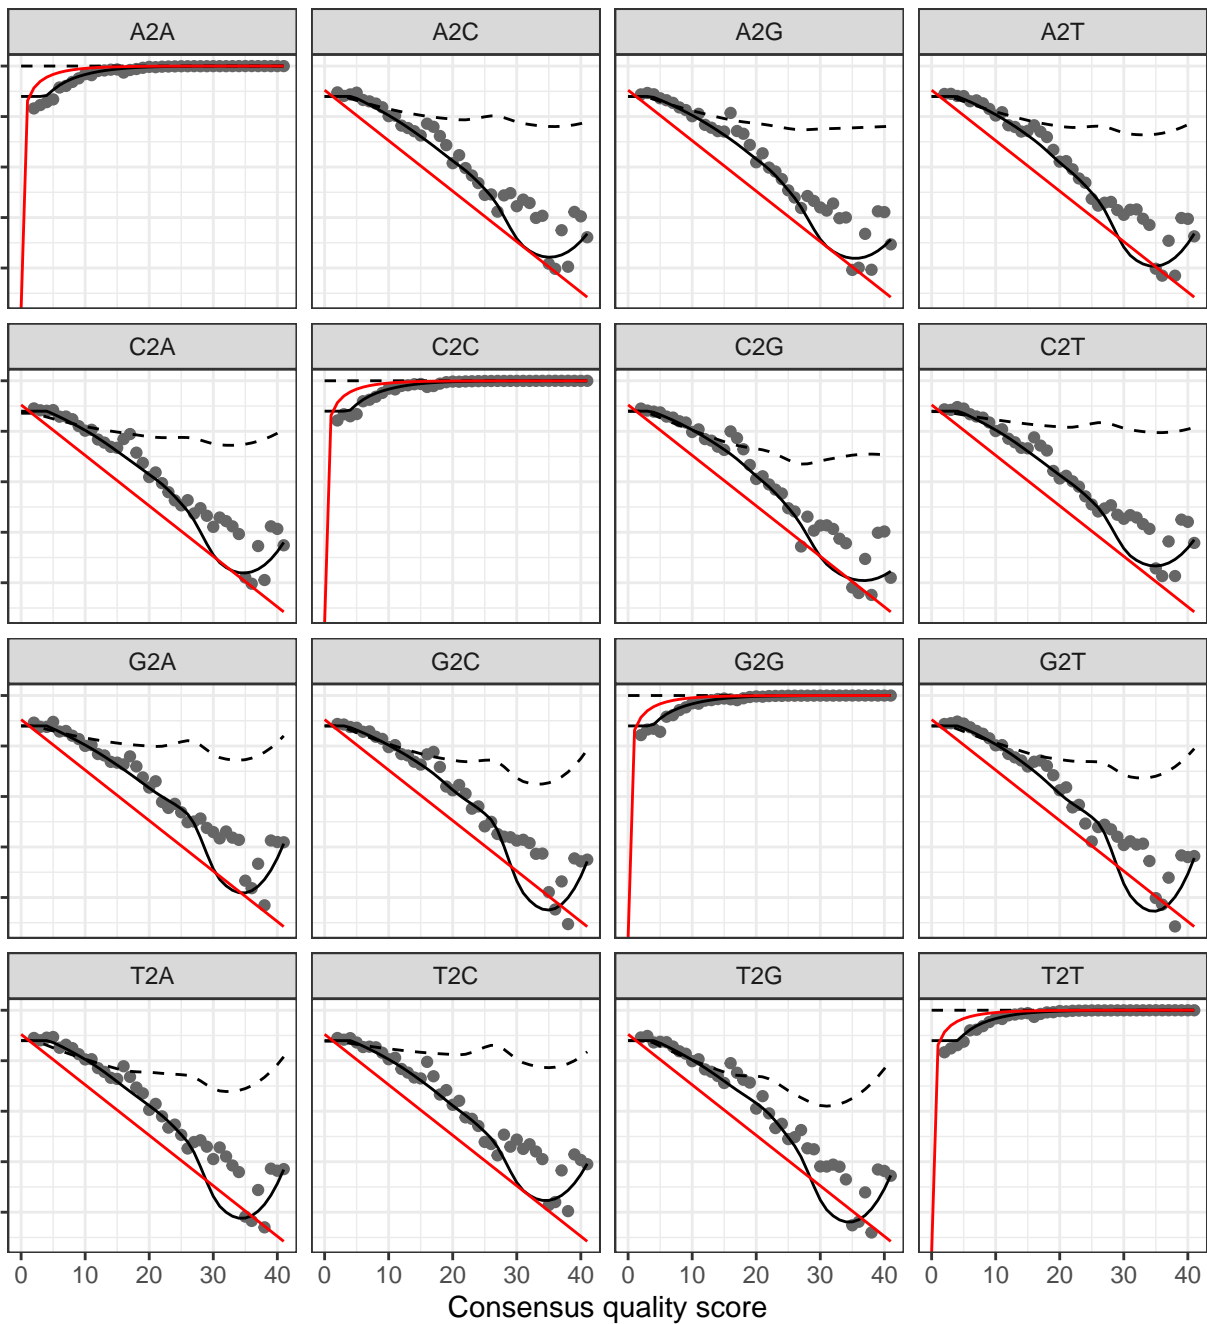 A2A A2C A2G A2T
C2A C2C C2G C2T
G2A G2C G2G G2T
T2A T2C T2G T2T
0 10 20 30 40 0 10 20 30 40 0 10 20 30 40 0 10 20 30 40
Consensus quality score